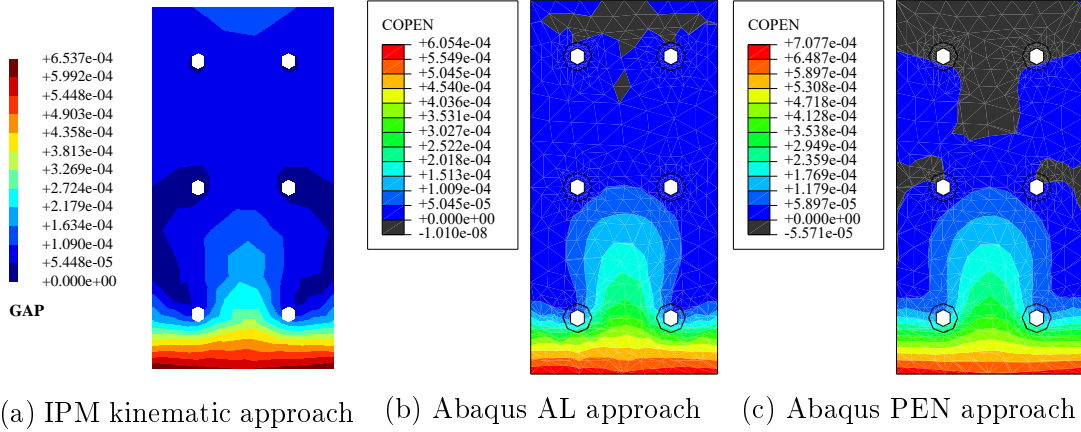 +6.537e-04
+5.992e-04
+5.448e-04
+4.903e-04
+4.358e-04
+3.813e-04
+3.269e-04
+2.724e-04
+2.179e-04
+1.634e-04
+1.090e-04
+5.448e-05
+0.000e+00
GAP
(a) IPM kinematic approach
COPEN
+6.054e-04
+5.549e-04
+5.045e-04
+4.540e-04
+4.036e-04
+3.531e-04
+3.027e-04
+2.522e-04
+2.018e-04
+1.513e-04
+1.009e-04
+5.045e-05
+0.000e+00
-1.010e-08
(b) Abaqus AL approach
COPEN
+7.077e-04
+6.487e-04
+5.897e-04
+5.308e-04
+4.718e-04
+4.128e-04
+3.538e-04
+2.949e-04
+2.359e-04
+1.769e-04
+1.179e-04
+5.897e-05
+0.000e+00
-5.571e-05
(c) Abaqus PEN approach